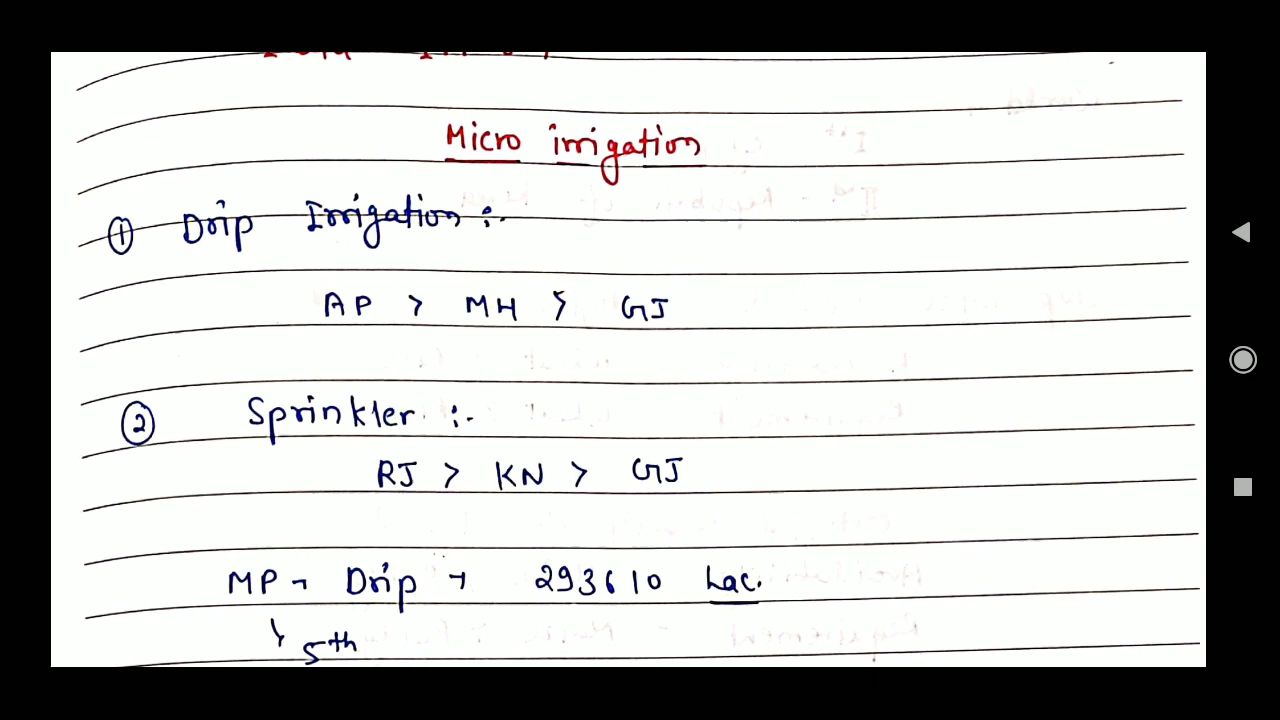 Micro irrigation
① Drip Irrigation :-
AP > MH > GJ
② Sprinkler :-
RJ > KN > GJ
MP → Drip → 293610 Lac.
↳ 5th